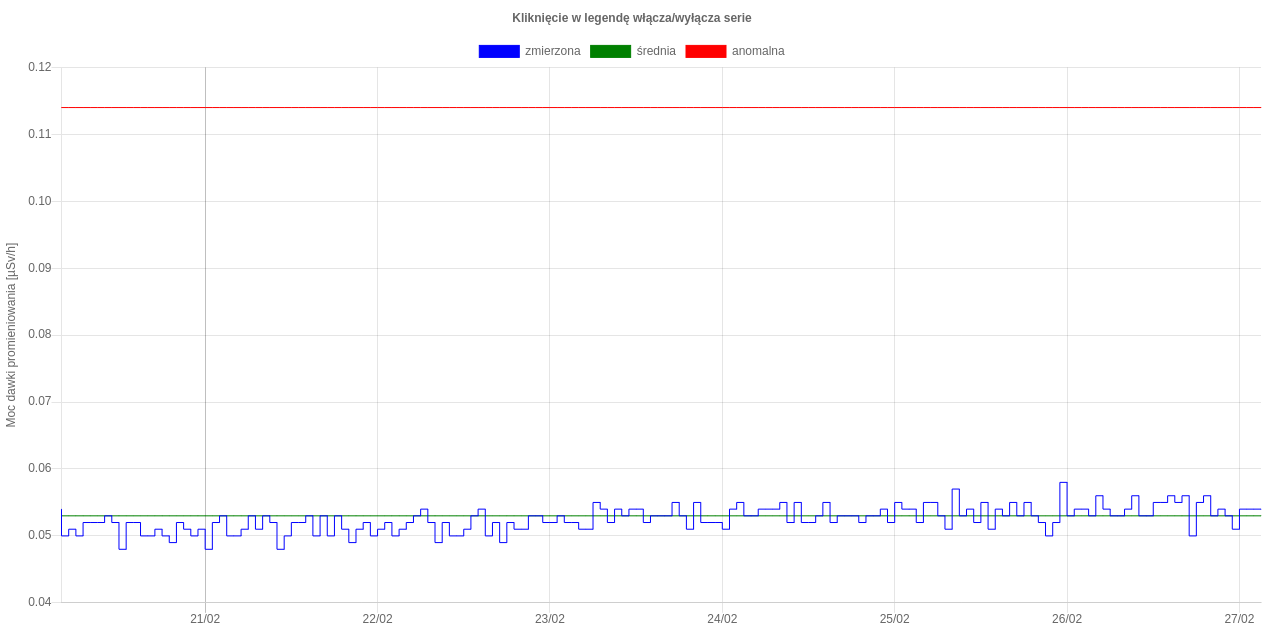 Kliknięcie w legendę włącza/wyłącza serie
zmierzona średnia anomalna
Moc dawki promieniowania [µSv/h]
0.12
0.11
0.10
0.09
0.08
0.07
0.06
0.05
0.04
21/02 22/02 23/02 24/02 25/02 26/02 27/02